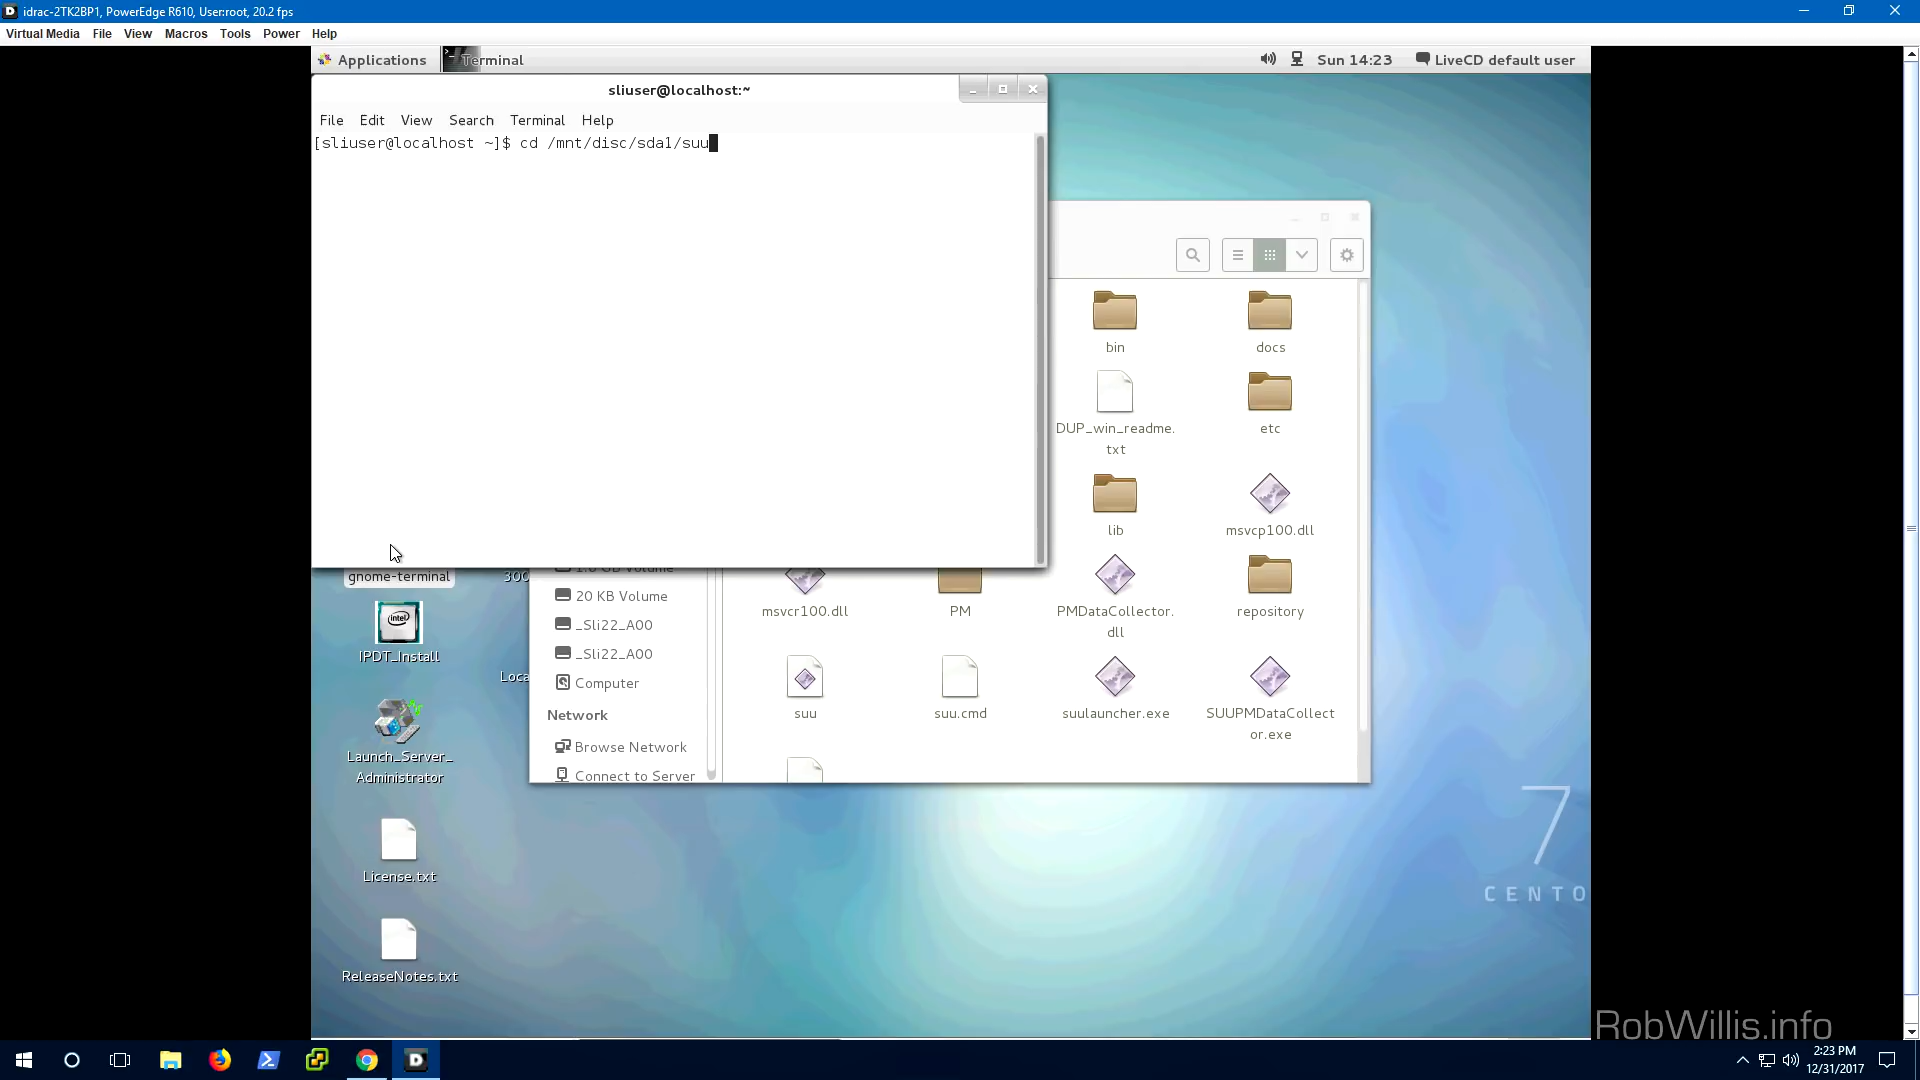 idrac-2TK2BP1, PowerEdge R610, User:root, 20.2 fps
Virtual Media File View Macros Tools Power Help
Applications Terminal Sun 14:23 LiveCD default user
sliuser@localhost:~
File Edit View Search Terminal Help
[sliuser@localhost ~]$ cd /mnt/disc/sda1/suu
bin docs
DUP_win_readme.
txt
etc
lib msvcp100.dll
gnome-terminal 300
20 KB Volume
_Sli22_A00
_Sli22_A00
Computer
Network
Browse Network
Connect to Server
msvcr100.dll PM PMDataCollector.
dll
repository
suu suu.cmd suulauncher.exe SUUPMDataCollect
or.exe
intel
IPDT_Install
Loca
Launch_Server_
Administrator
License.txt
ReleaseNotes.txt
7
CENTO
RobWillis.info
2:23 PM
12/31/2017